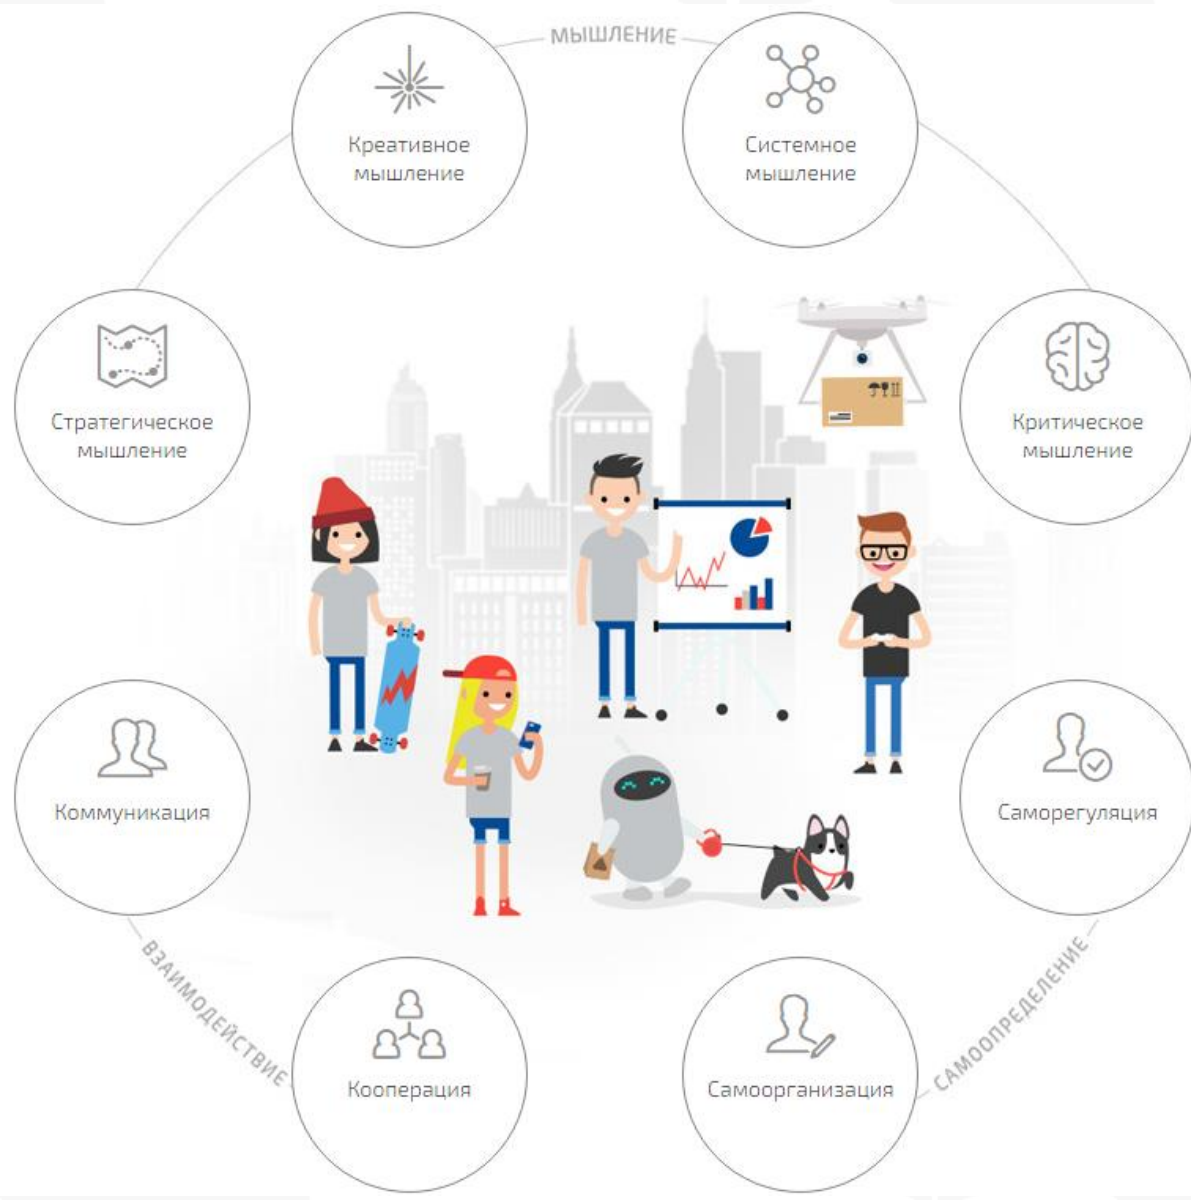 МЫШЛЕНИЕ
Креативное
мышление
Системное
мышление
Стратегическое
мышление
Критическое
мышление
Коммуникация
Саморегуляция
ВЗАИМОДЕЙСТВИЕ
САМООПРЕДЕЛЕНИЕ
Кооперация
Самоорганизация